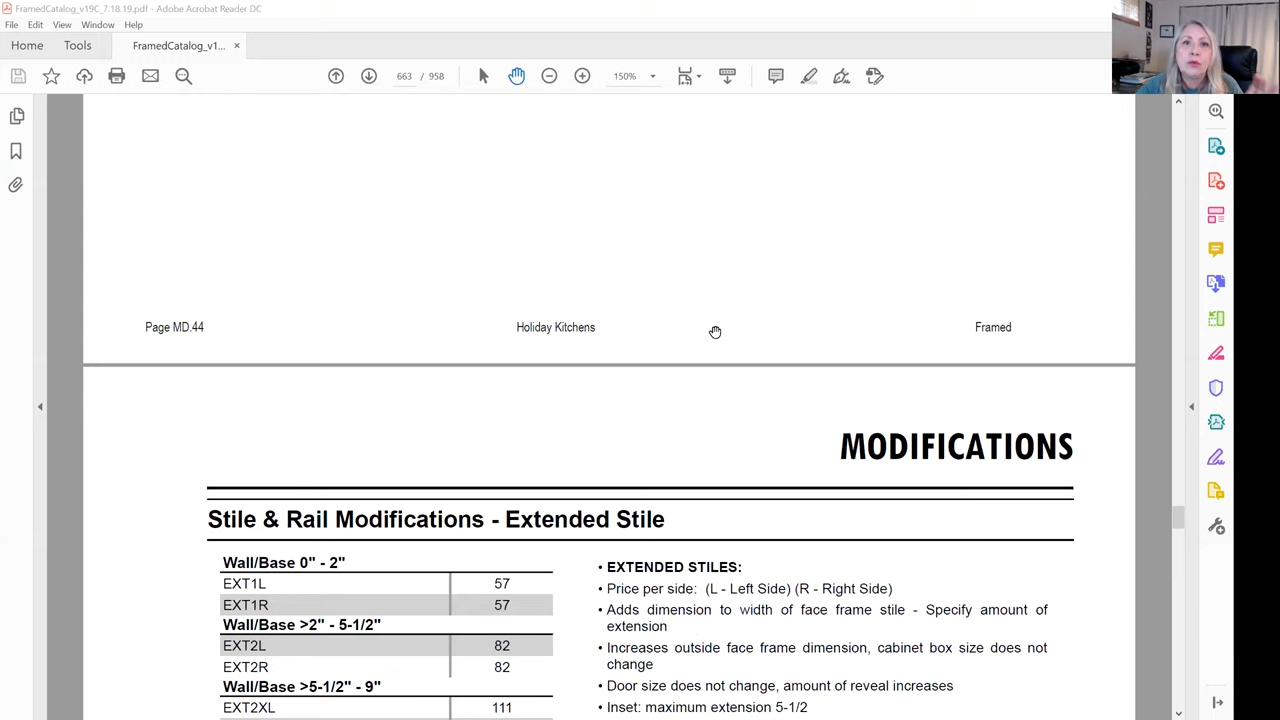 FramedCatalog_v19C_7.18.19.pdf - Adobe Acrobat Reader DC
File Edit View Window Help
Home Tools FramedCatalog_v1... ×
663 / 958 150%
Page MD.44 Holiday Kitchens Framed
MODIFICATIONS
Stile & Rail Modifications - Extended Stile
Wall/Base 0" - 2"
EXT1L 57
EXT1R 57
Wall/Base >2" - 5-1/2"
EXT2L 82
EXT2R 82
Wall/Base >5-1/2" - 9"
EXT2XL 111
• EXTENDED STILES:
• Price per side: (L - Left Side) (R - Right Side)
• Adds dimension to width of face frame stile - Specify amount of
extension
• Increases outside face frame dimension, cabinet box size does not
change
• Door size does not change, amount of reveal increases
• Inset: maximum extension 5-1/2